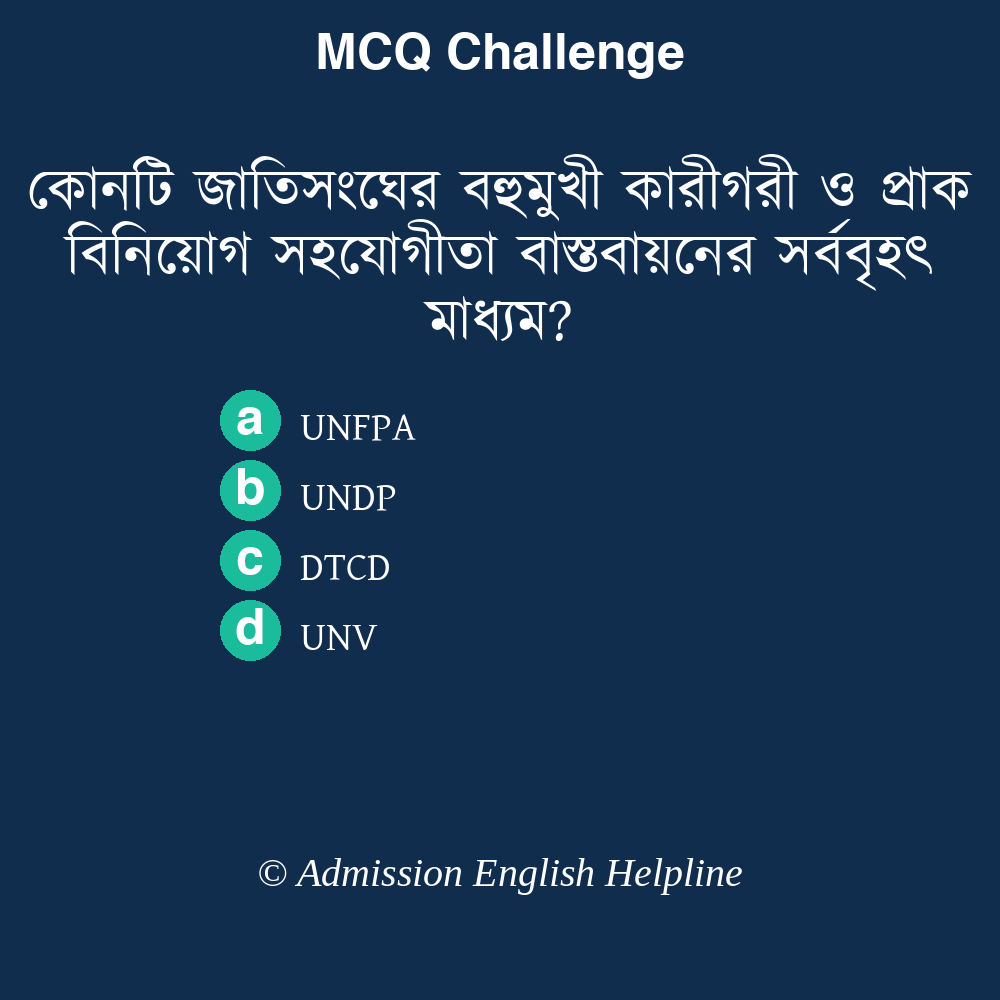 MCQ Challenge
কোনটি জাতিসংঘের বহুমুখী কারীগরী ও প্রাক
বিনিয়োগ সহযোগীতা বাস্তবায়নের সর্ববৃহৎ
মাধ্যম?
a UNFPA
b UNDP
c DTCD
d UNV
© Admission English Helpline